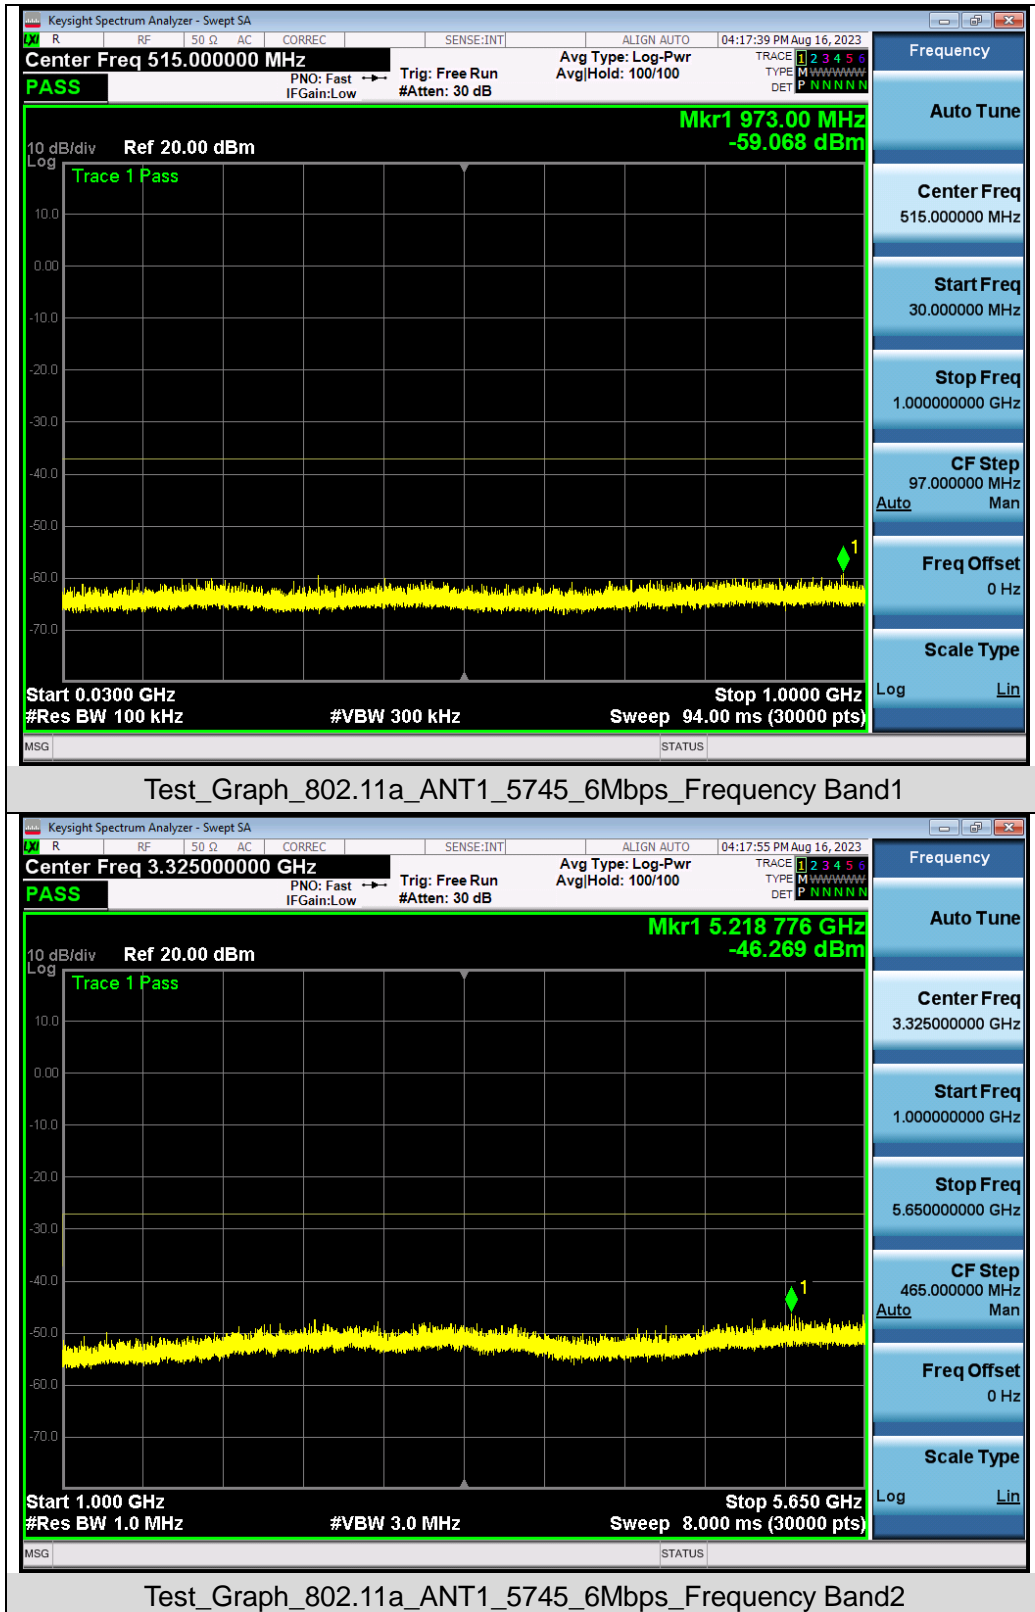 Keysight Spectrum Analyzer - Swept SA
LXI R RF 50 Ω AC CORREC SENSE:INT ALIGN AUTO 04:17:39 PM Aug 16, 2023
Center Freq 515.000000 MHz
PASS
PNO: Fast
IFGain:Low
Trig: Free Run
#Atten: 30 dB
Avg Type: Log-Pwr
Avg|Hold: 100/100
TRACE 1 2 3 4 5 6
TYPE M WWWWW
DET P N N N N N
Mkr1 973.00 MHz
-59.068 dBm
10 dB/div
Log
Ref 20.00 dBm
Trace 1 Pass
10.0
0.00
-10.0
-20.0
-30.0
-40.0
-50.0
-60.0
-70.0
1
Start 0.0300 GHz
Stop 1.0000 GHz
#Res BW 100 kHz
#VBW 300 kHz
Sweep 94.00 ms (30000 pts)
MSG
STATUS
Frequency
Auto Tune
Center Freq
515.000000 MHz
Start Freq
30.000000 MHz
Stop Freq
1.000000000 GHz
CF Step
97.000000 MHz
Auto Man
Freq Offset
0 Hz
Scale Type
Log Lin
Test_Graph_802.11a_ANT1_5745_6Mbps_Frequency Band1
Keysight Spectrum Analyzer - Swept SA
LXI R RF 50 Ω AC CORREC SENSE:INT ALIGN AUTO 04:17:55 PM Aug 16, 2023
Center Freq 3.325000000 GHz
PASS
PNO: Fast
IFGain:Low
Trig: Free Run
#Atten: 30 dB
Avg Type: Log-Pwr
Avg|Hold: 100/100
TRACE 1 2 3 4 5 6
TYPE M WWWWW
DET P N N N N N
Mkr1 5.218 776 GHz
-46.269 dBm
10 dB/div
Log
Ref 20.00 dBm
Trace 1 Pass
10.0
0.00
-10.0
-20.0
-30.0
-40.0
-50.0
-60.0
-70.0
1
Start 1.000 GHz
Stop 5.650 GHz
#Res BW 1.0 MHz
#VBW 3.0 MHz
Sweep 8.000 ms (30000 pts)
MSG
STATUS
Frequency
Auto Tune
Center Freq
3.325000000 GHz
Start Freq
1.000000000 GHz
Stop Freq
5.650000000 GHz
CF Step
465.000000 MHz
Auto Man
Freq Offset
0 Hz
Scale Type
Log Lin
Test_Graph_802.11a_ANT1_5745_6Mbps_Frequency Band2